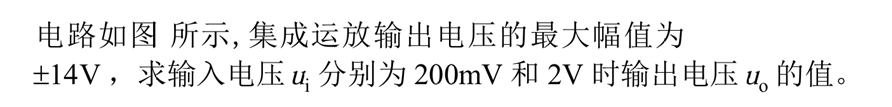 电路如图 所示, 集成运放输出电压的最大幅值为
±14V ，求输入电压 uᵢ 分别为 200mV 和 2V 时输出电压 uₒ 的值。